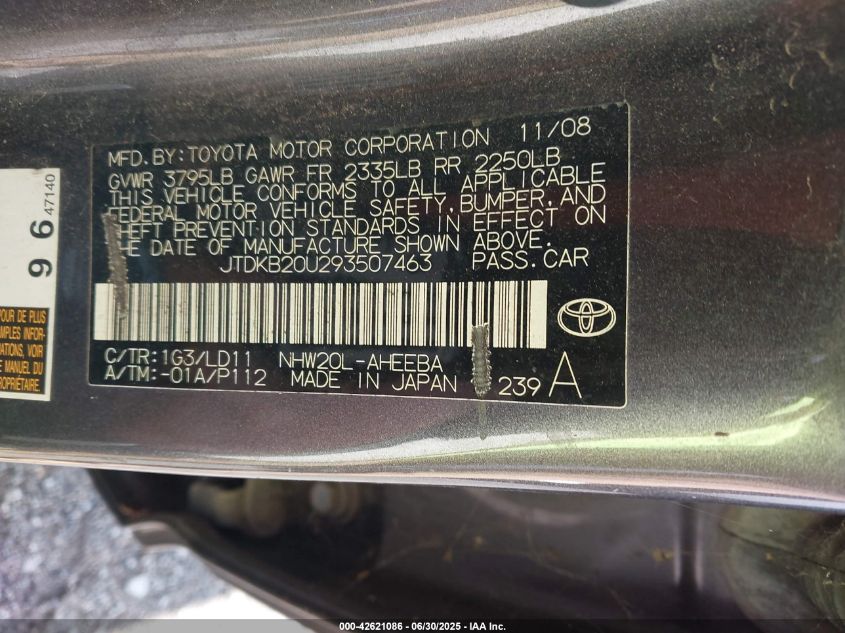 MFD. BY: TOYOTA MOTOR CORPORATION 11/08
GVWR 3795LB GAWR FR 2335LB RR 2250LB
THIS VEHICLE CONFORMS TO ALL APPLICABLE
FEDERAL MOTOR VEHICLE SAFETY, BUMPER, AND
THEFT PREVENTION STANDARDS IN EFFECT ON
THE DATE OF MANUFACTURE SHOWN ABOVE.
JTDKB20U293507463 PASS. CAR
C/TR: 1G3/LD11 NHW20L-AHEEBA
A/TM: -01A/P112 MADE IN JAPAN 239 A
96
47140
POUR DE PLUS
AMPLES INFOR-
MATIONS, VOIR
LE MANUEL
PROPRIÉTAIRE.
000-42621086 - 06/30/2025 - IAA Inc.